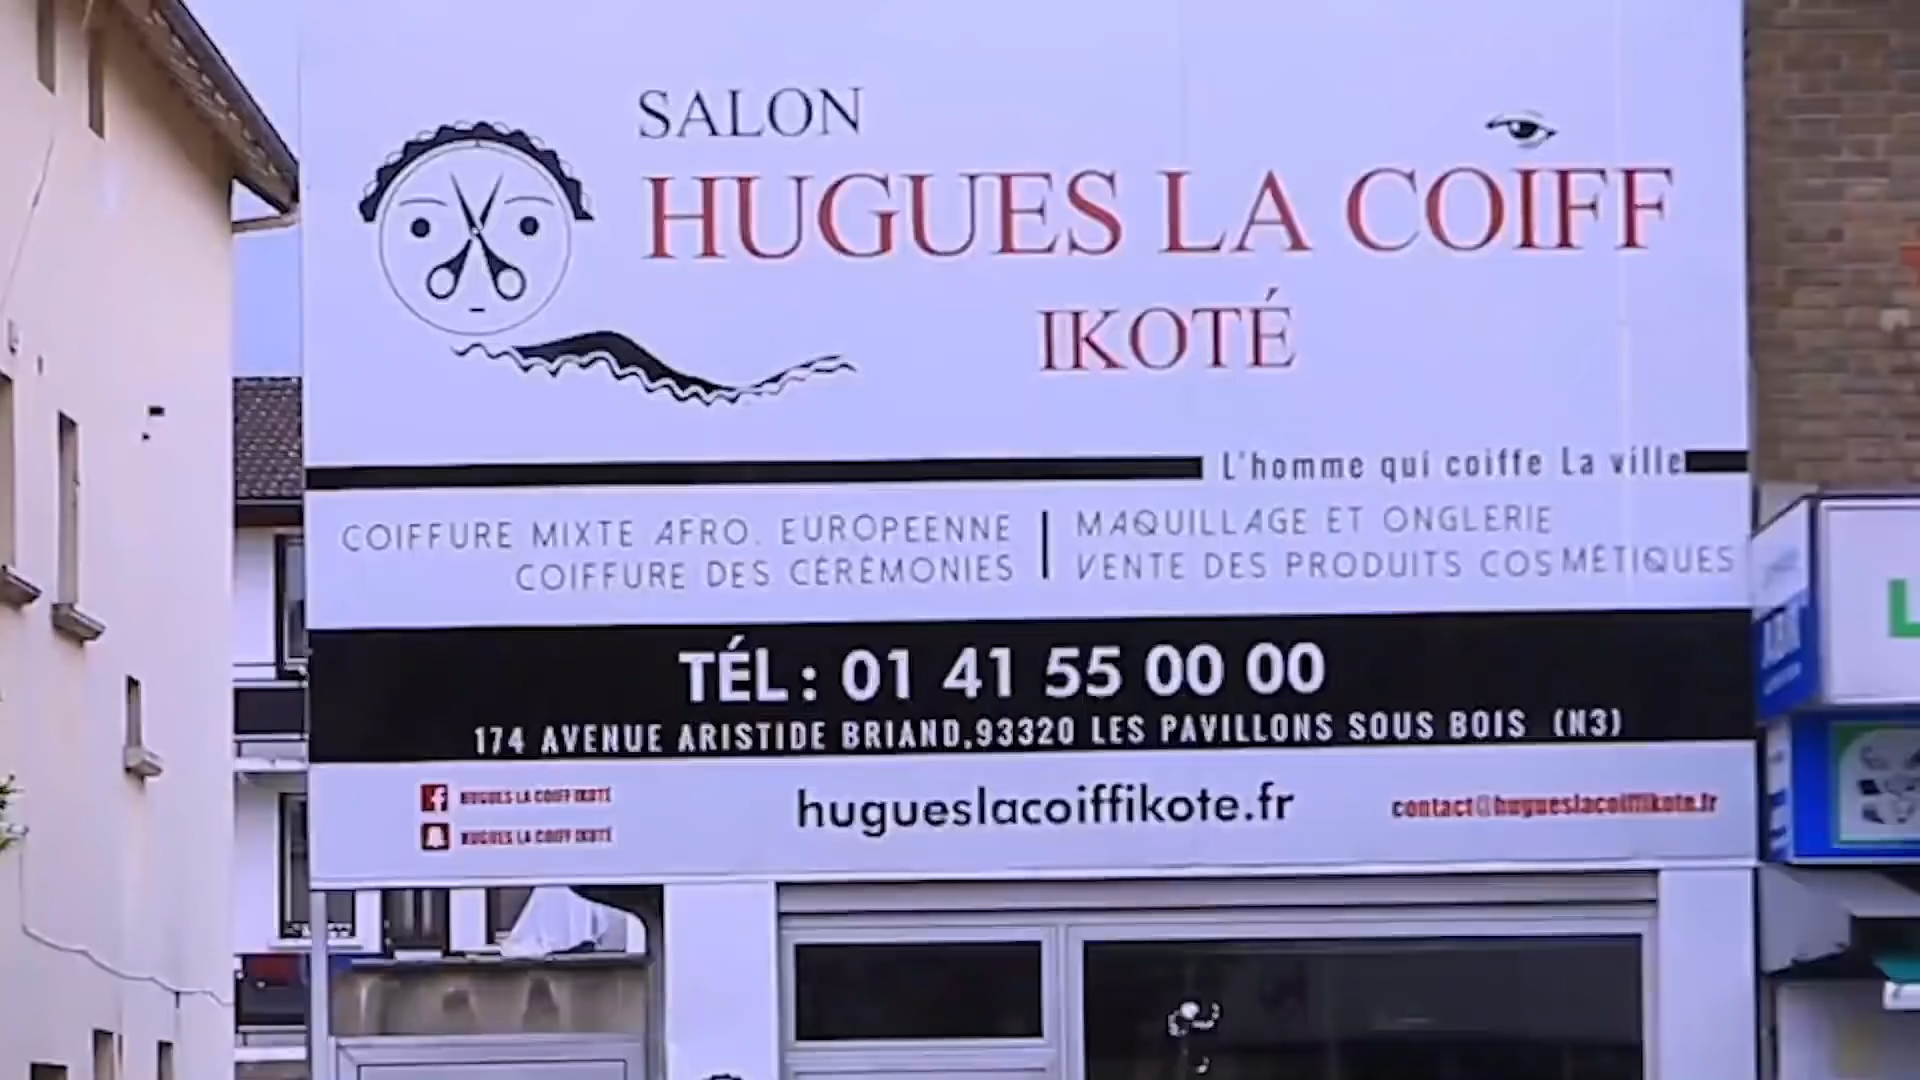 SALON
HUGUES LA COIFF
IKOTÉ
L'homme qui coiffe La ville
COIFFURE MIXTE AFRO. EUROPEENNE
COIFFURE DES CÉRÉMONIES
MAQUILLAGE ET ONGLERIE
VENTE DES PRODUITS COSMÉTIQUES
TÉL : 01 41 55 00 00
174 AVENUE ARISTIDE BRIAND.93320 LES PAVILLONS SOUS BOIS (N3)
HUGUES LA COIFF IKOTÉ
HUGUES LA COIFF IKOTÉ
hugueslacoiffikote.fr
contact@hugueslacoiffikote.fr